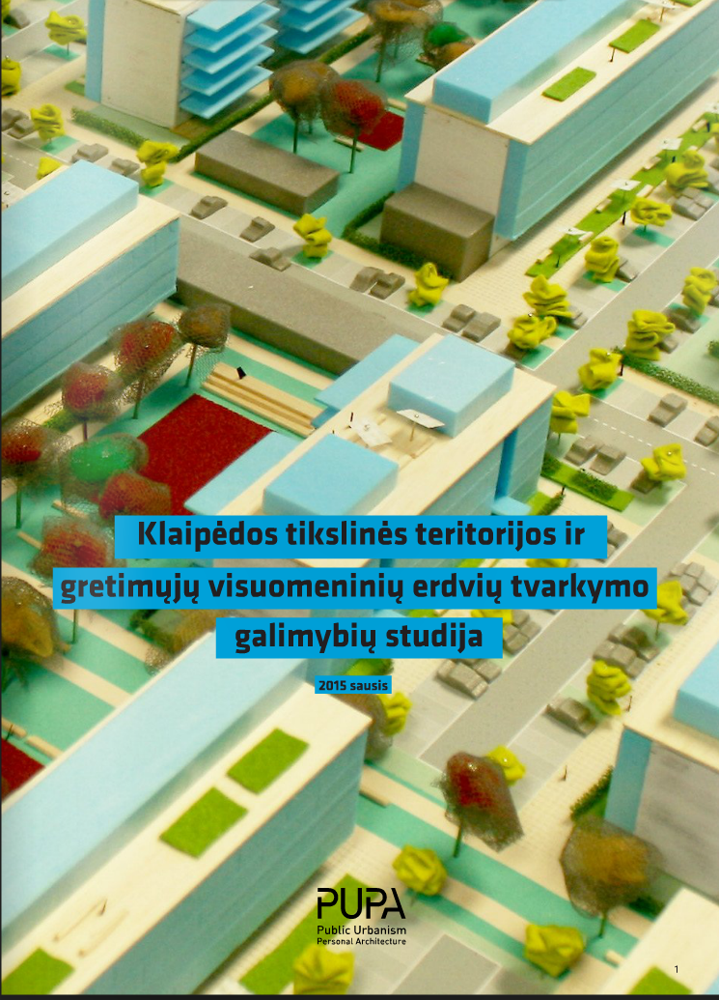 Klaipėdos tikslinės teritorijos ir
gretimųjų visuomeninių erdvių tvarkymo
galimybių studija
2015 sausis
PUPA
Public Urbanism
Personal Architecture
1